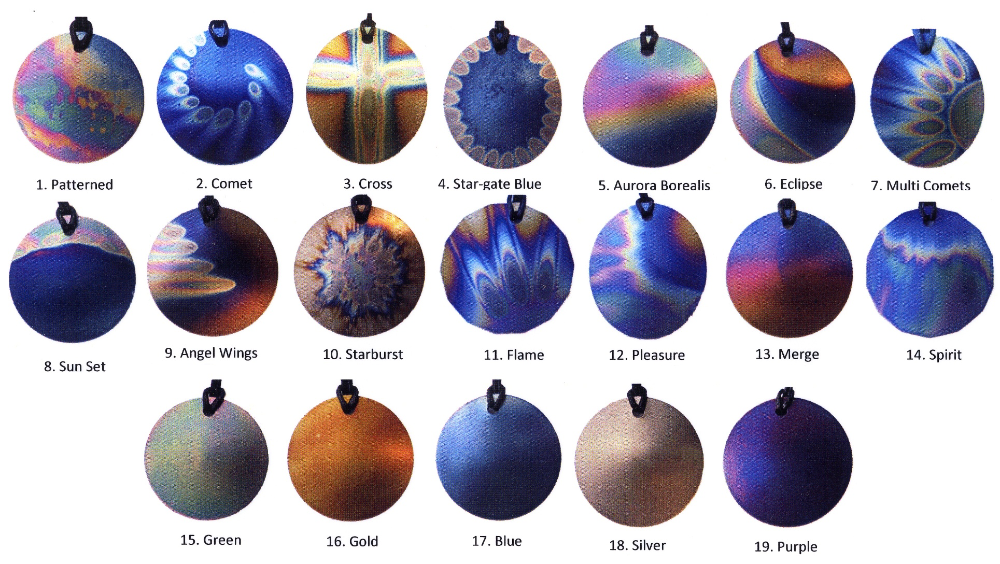 1. Patterned
2. Comet
3. Cross
4. Star-gate Blue
5. Aurora Borealis
6. Eclipse
7. Multi Comets
8. Sun Set
9. Angel Wings
10. Starburst
11. Flame
12. Pleasure
13. Merge
14. Spirit
15. Green
16. Gold
17. Blue
18. Silver
19. Purple